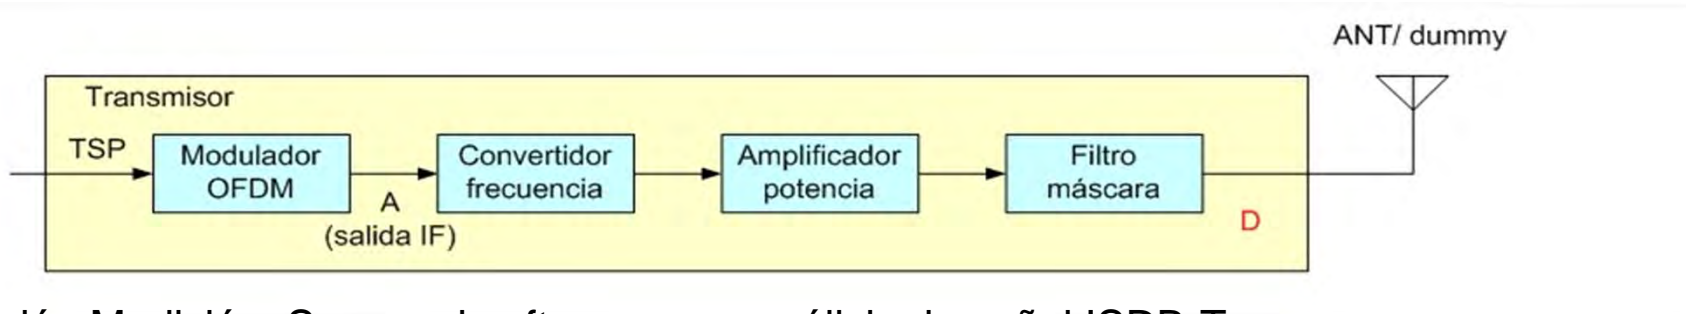 ANT/ dummy
Transmisor
TSP
Modulador
OFDM
A
(salida IF)
Convertidor
frecuencia
Amplificador
potencia
Filtro
máscara
D